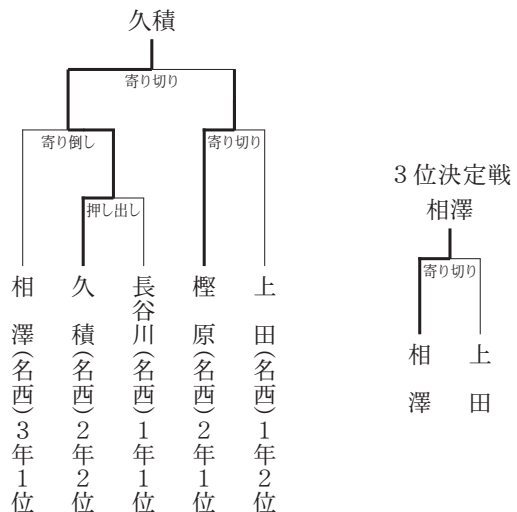 久積
寄り切り
寄り倒し
寄り切り
押し出し
相　澤(名西)3年1位
久　積(名西)2年2位
長谷川(名西)1年1位
樫　原(名西)2年1位
上　田(名西)1年2位
3位決定戦
相澤
寄り切り
相　澤
上　田